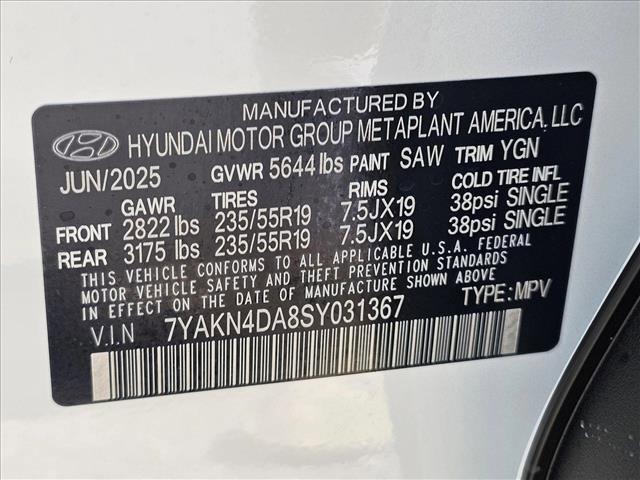 MANUFACTURED BY
HYUNDAI MOTOR GROUP METAPLANT AMERICA, LLC
JUN/2025 GVWR 5644 lbs PAINT SAW TRIM YGN
GAWR TIRES RIMS COLD TIRE INFL
FRONT 2822 lbs 235/55R19 7.5JX19 38psi SINGLE
REAR 3175 lbs 235/55R19 7.5JX19 38psi SINGLE
THIS VEHICLE CONFORMS TO ALL APPLICABLE U.S.A. FEDERAL
MOTOR VEHICLE SAFETY AND THEFT PREVENTION STANDARDS
IN EFFECT ON THE DATE OF MANUFACTURE SHOWN ABOVE
V.I.N 7YAKN4DA8SY031367 TYPE: MPV